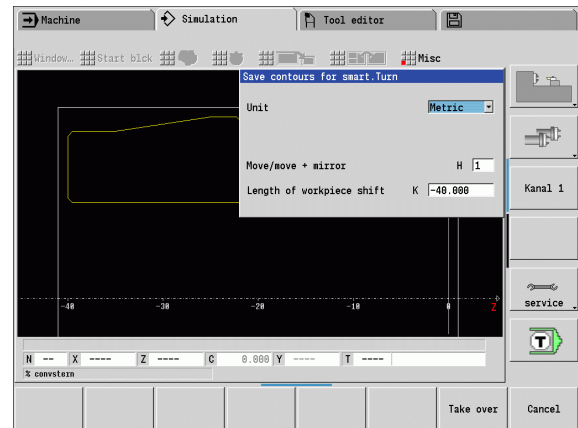 Machine
Simulation
Tool editor
Window… Start blck
Misc
Save contours for smart.Turn
Unit Metric
Move/move + mirror H 1
Length of workpiece shift K -40.000
Kanal 1
-40 -30 -20 -10 0 Z
service
N -- X ---- Z ---- C 0.000 Y ---- T ----
% convstern
T
Take over Cancel